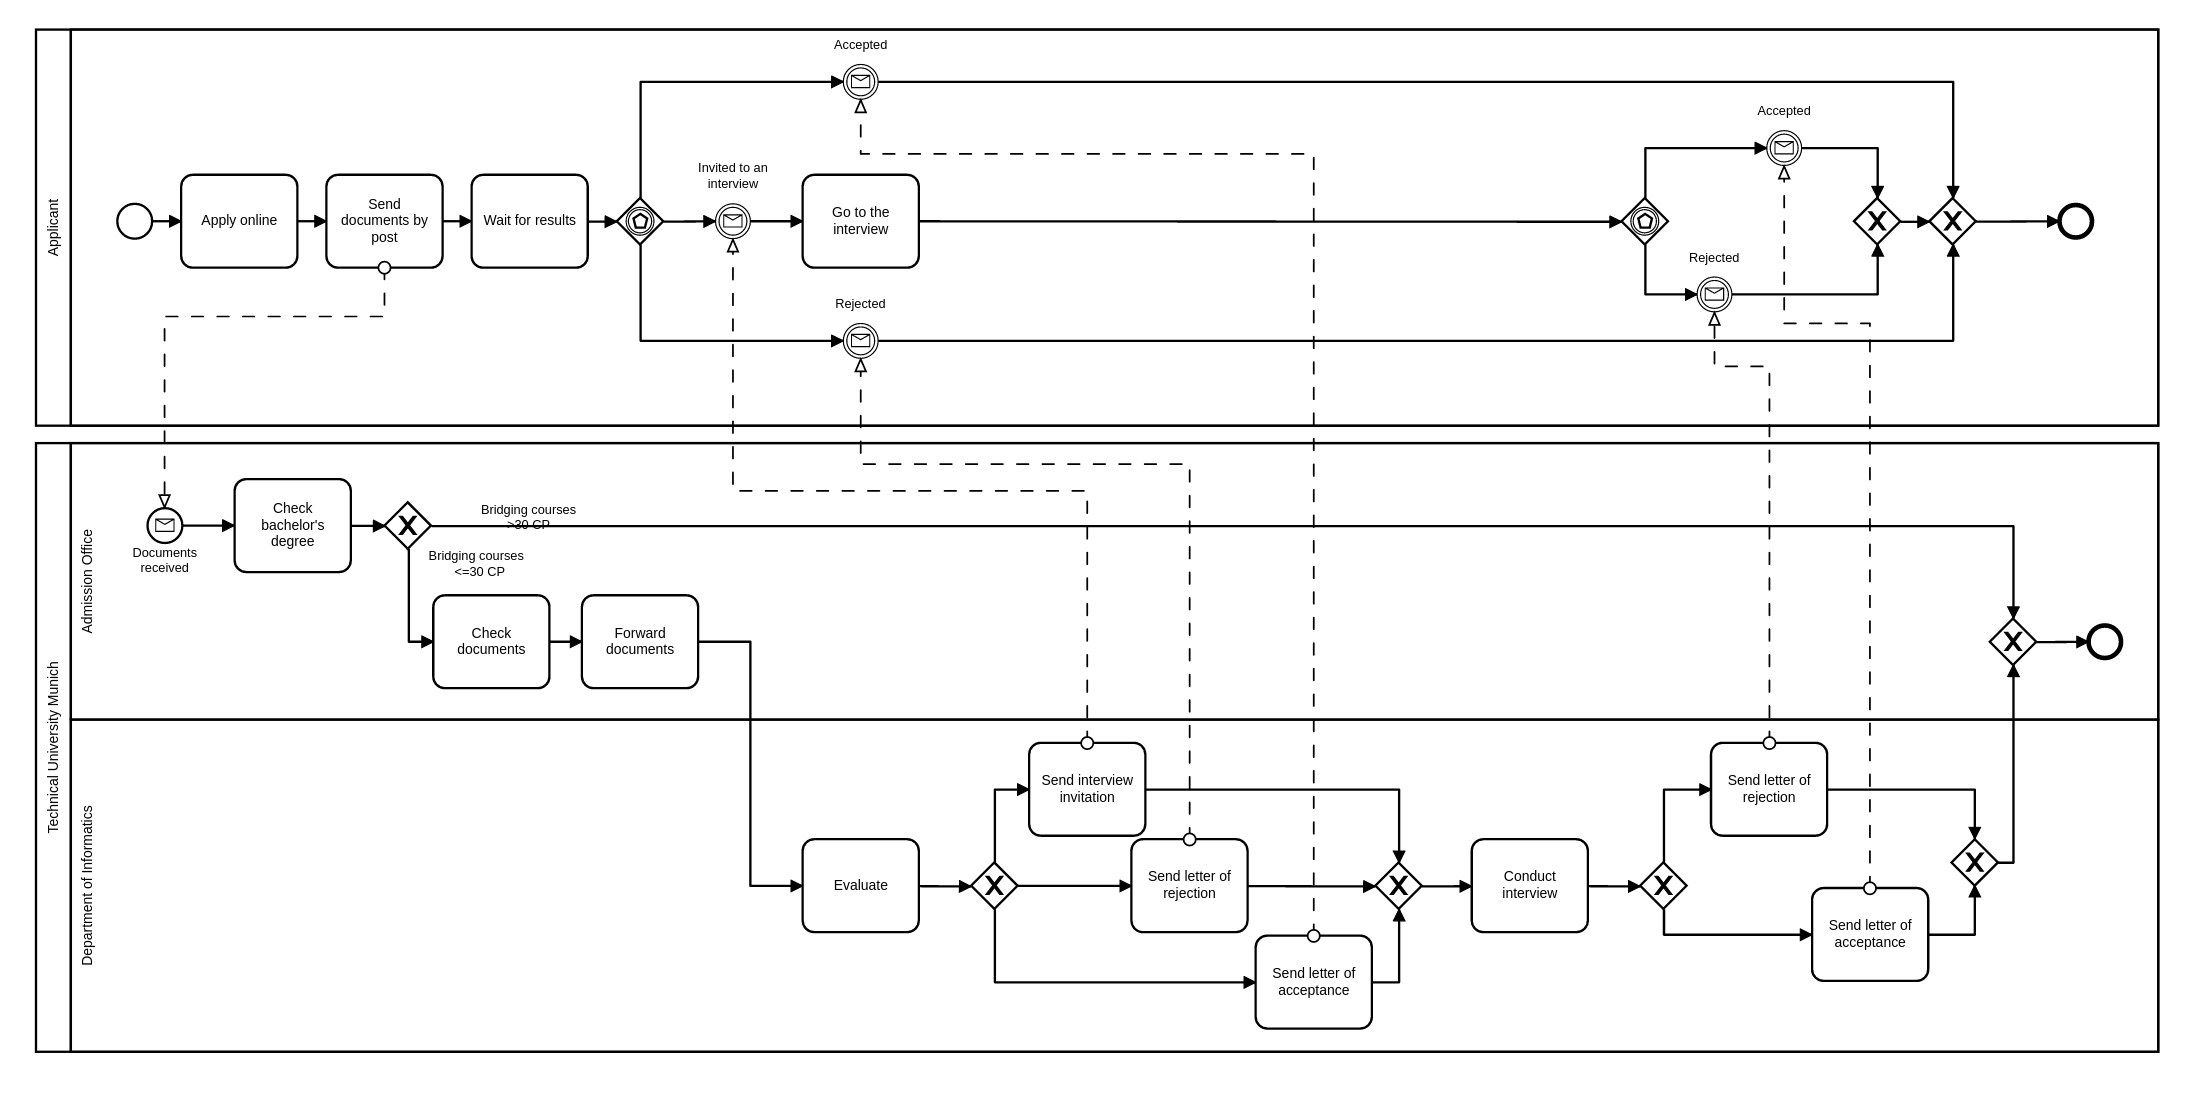 Applicant
Accepted
Accepted
Invited to an
interview
Apply online
Send
documents by
post
Wait for results
Go to the
interview
Rejected
Rejected
Technical University Munich
Admission Office
Documents
received
Check
bachelor's
degree
Bridging courses
>30 CP
Bridging courses
<=30 CP
Check
documents
Forward
documents
Department of Informatics
Evaluate
Send interview
invitation
Send letter of
rejection
Send letter of
acceptance
Conduct
interview
Send letter of
rejection
Send letter of
acceptance